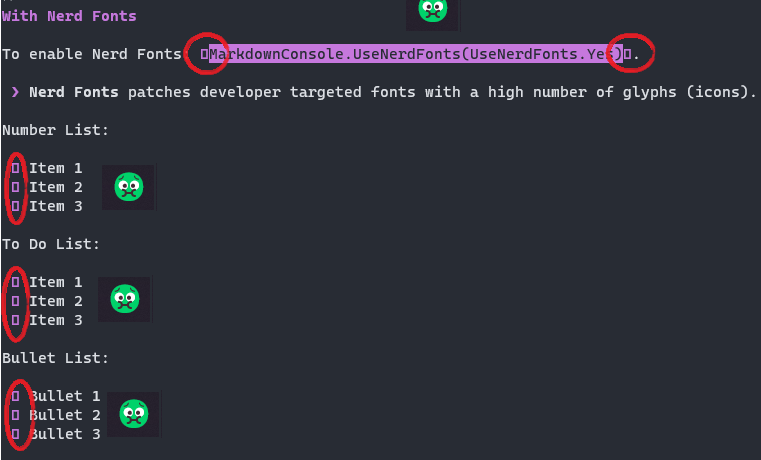 With Nerd Fonts
To enable Nerd Fonts: ▯MarkdownConsole.UseNerdFonts(UseNerdFonts.Yes)▯.
❯ Nerd Fonts patches developer targeted fonts with a high number of glyphs (icons).
Number List:
▯ Item 1
▯ Item 2
▯ Item 3
To Do List:
▯ Item 1
▯ Item 2
▯ Item 3
Bullet List:
▯ Bullet 1
▯ Bullet 2
▯ Bullet 3